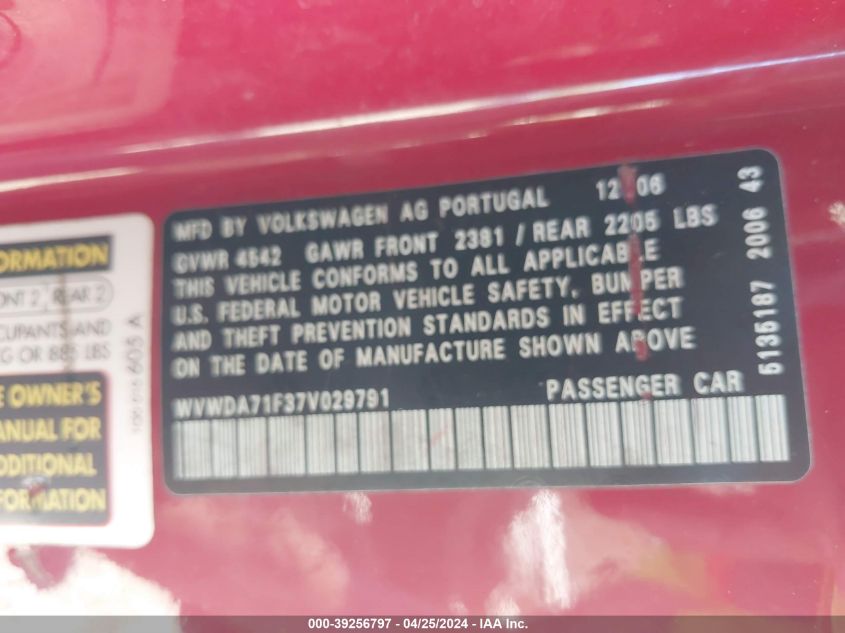 ORMATION
ONT 2 REAR 2
CUPANTS AND
G OR 885 LBS
605 A
E OWNER'S
ANUAL FOR
DDITIONAL
FORMATION
MFD BY VOLKSWAGEN AG PORTUGAL 12 06
GVWR 4542 GAWR FRONT 2381 / REAR 2205 LBS
THIS VEHICLE CONFORMS TO ALL APPLICABLE
U.S. FEDERAL MOTOR VEHICLE SAFETY, BUMPER
AND THEFT PREVENTION STANDARDS IN EFFECT
ON THE DATE OF MANUFACTURE SHOWN ABOVE
WVWDA71F37V029791 PASSENGER CAR
5136187 2006 43
000-39256797 - 04/25/2024 - IAA Inc.